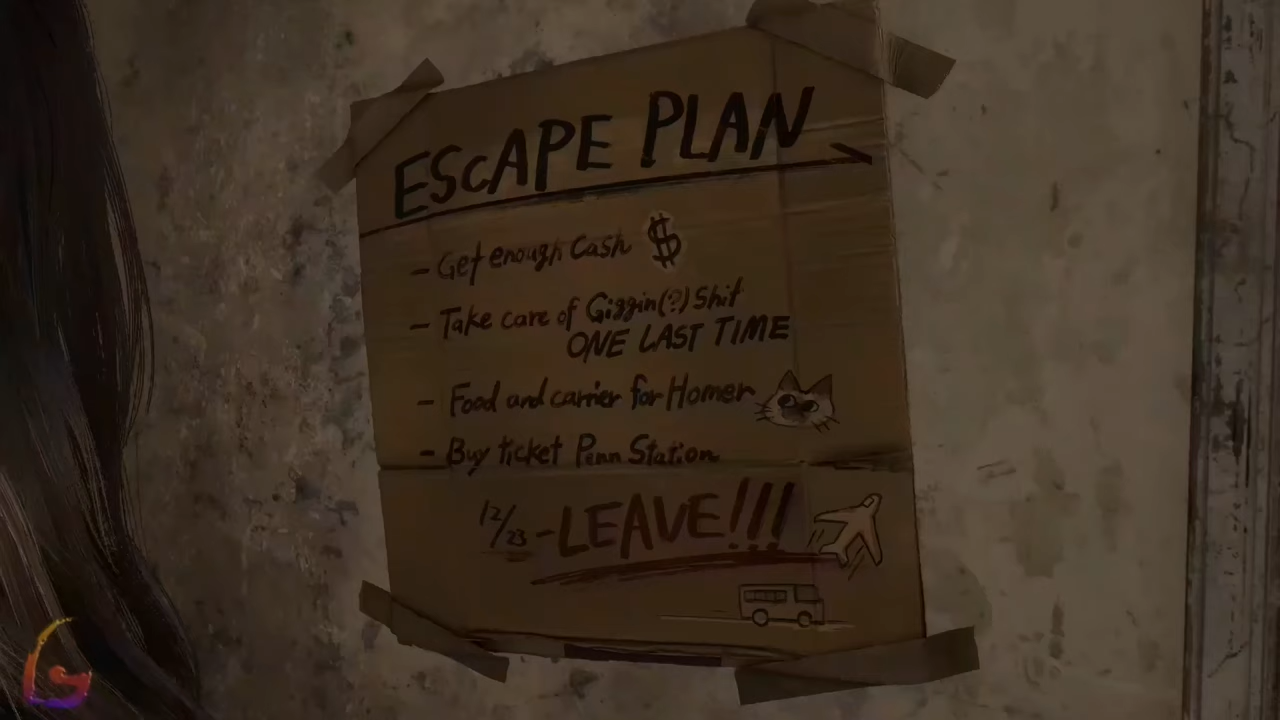 ESCAPE PLAN
- Get enough Cash $
- Take care of Giggin(?) Shit
ONE LAST TIME
- Food and carrier for Homer
- Buy ticket Penn Station
12/23 - LEAVE!!!